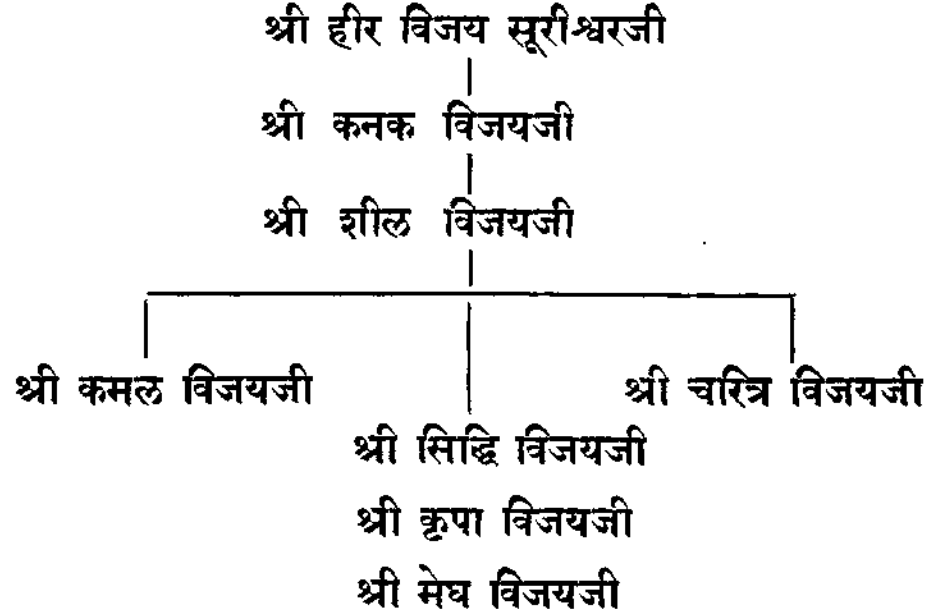 श्री हीर विजय सूरीश्वरजी
श्री कनक विजयजी
श्री शील विजयजी
श्री कमल विजयजी
श्री चरित्र विजयजी
श्री सिद्धि विजयजी
श्री कृपा विजयजी
श्री मेघ विजयजी